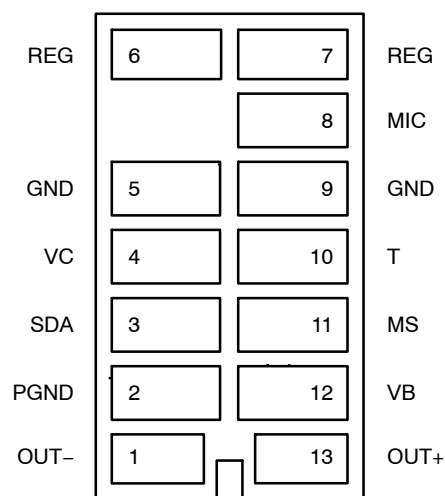 REG 6 7 REG
8 MIC
GND 5 9 GND
VC 4 10 T
SDA 3 11 MS
PGND 2 12 VB
OUT− 1 13 OUT+